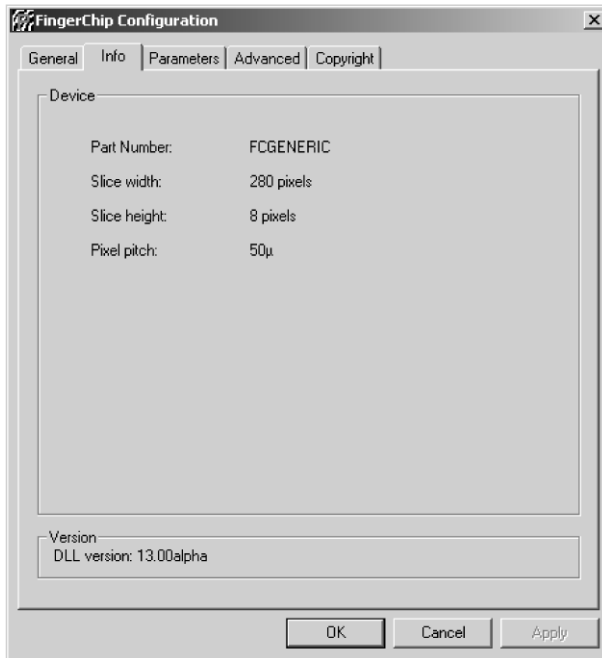 FingerChip Configuration
General Info Parameters Advanced Copyright
Device
Part Number: FCGENERIC
Slice width: 280 pixels
Slice height: 8 pixels
Pixel pitch: 50µ
Version
DLL version: 13.00alpha
OK Cancel Apply